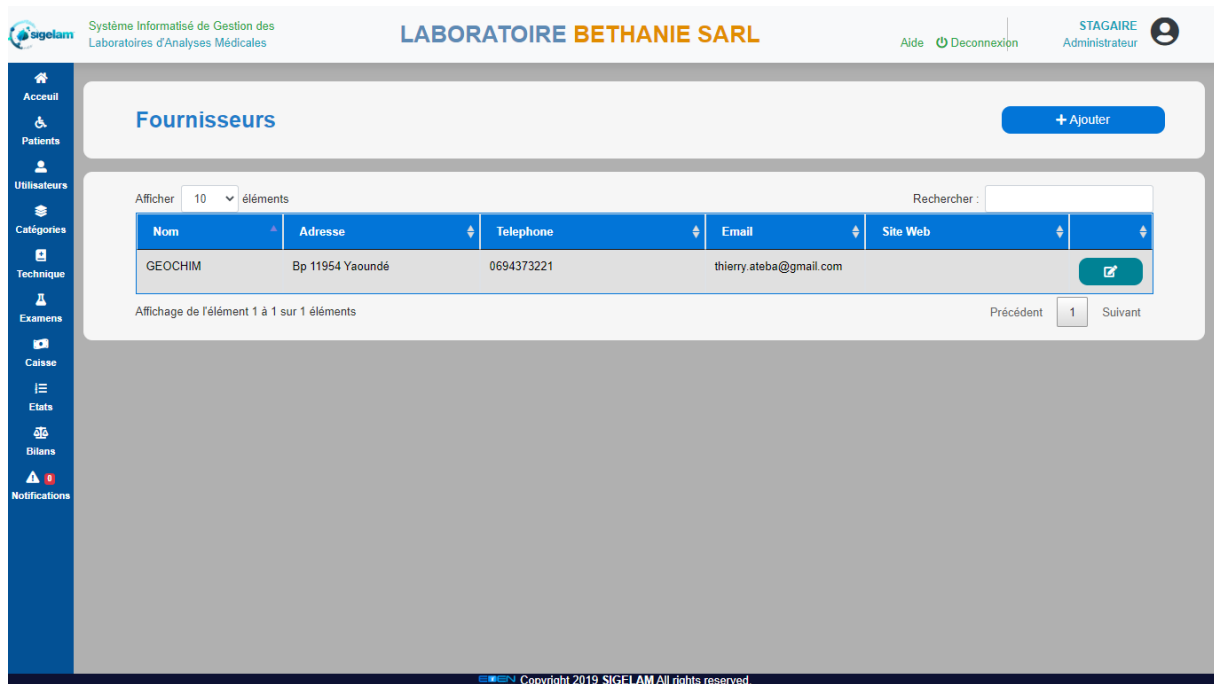 sigelam
Système Informatisé de Gestion des
Laboratoires d'Analyses Médicales
LABORATOIRE BETHANIE SARL
Aide Deconnexion
STAGAIRE
Administrateur
Acceuil
Patients
Utilisateurs
Catégories
Technique
Examens
Caisse
Etats
Bilans
0
Notifications
Fournisseurs
+ Ajouter
Afficher 10 éléments
Rechercher :
Nom Adresse Telephone Email Site Web
GEOCHIM Bp 11954 Yaoundé 0694373221 thierry.ateba@gmail.com
Affichage de l'élément 1 à 1 sur 1 éléments
Précédent 1 Suivant
Copyright 2019 SIGELAM All rights reserved.